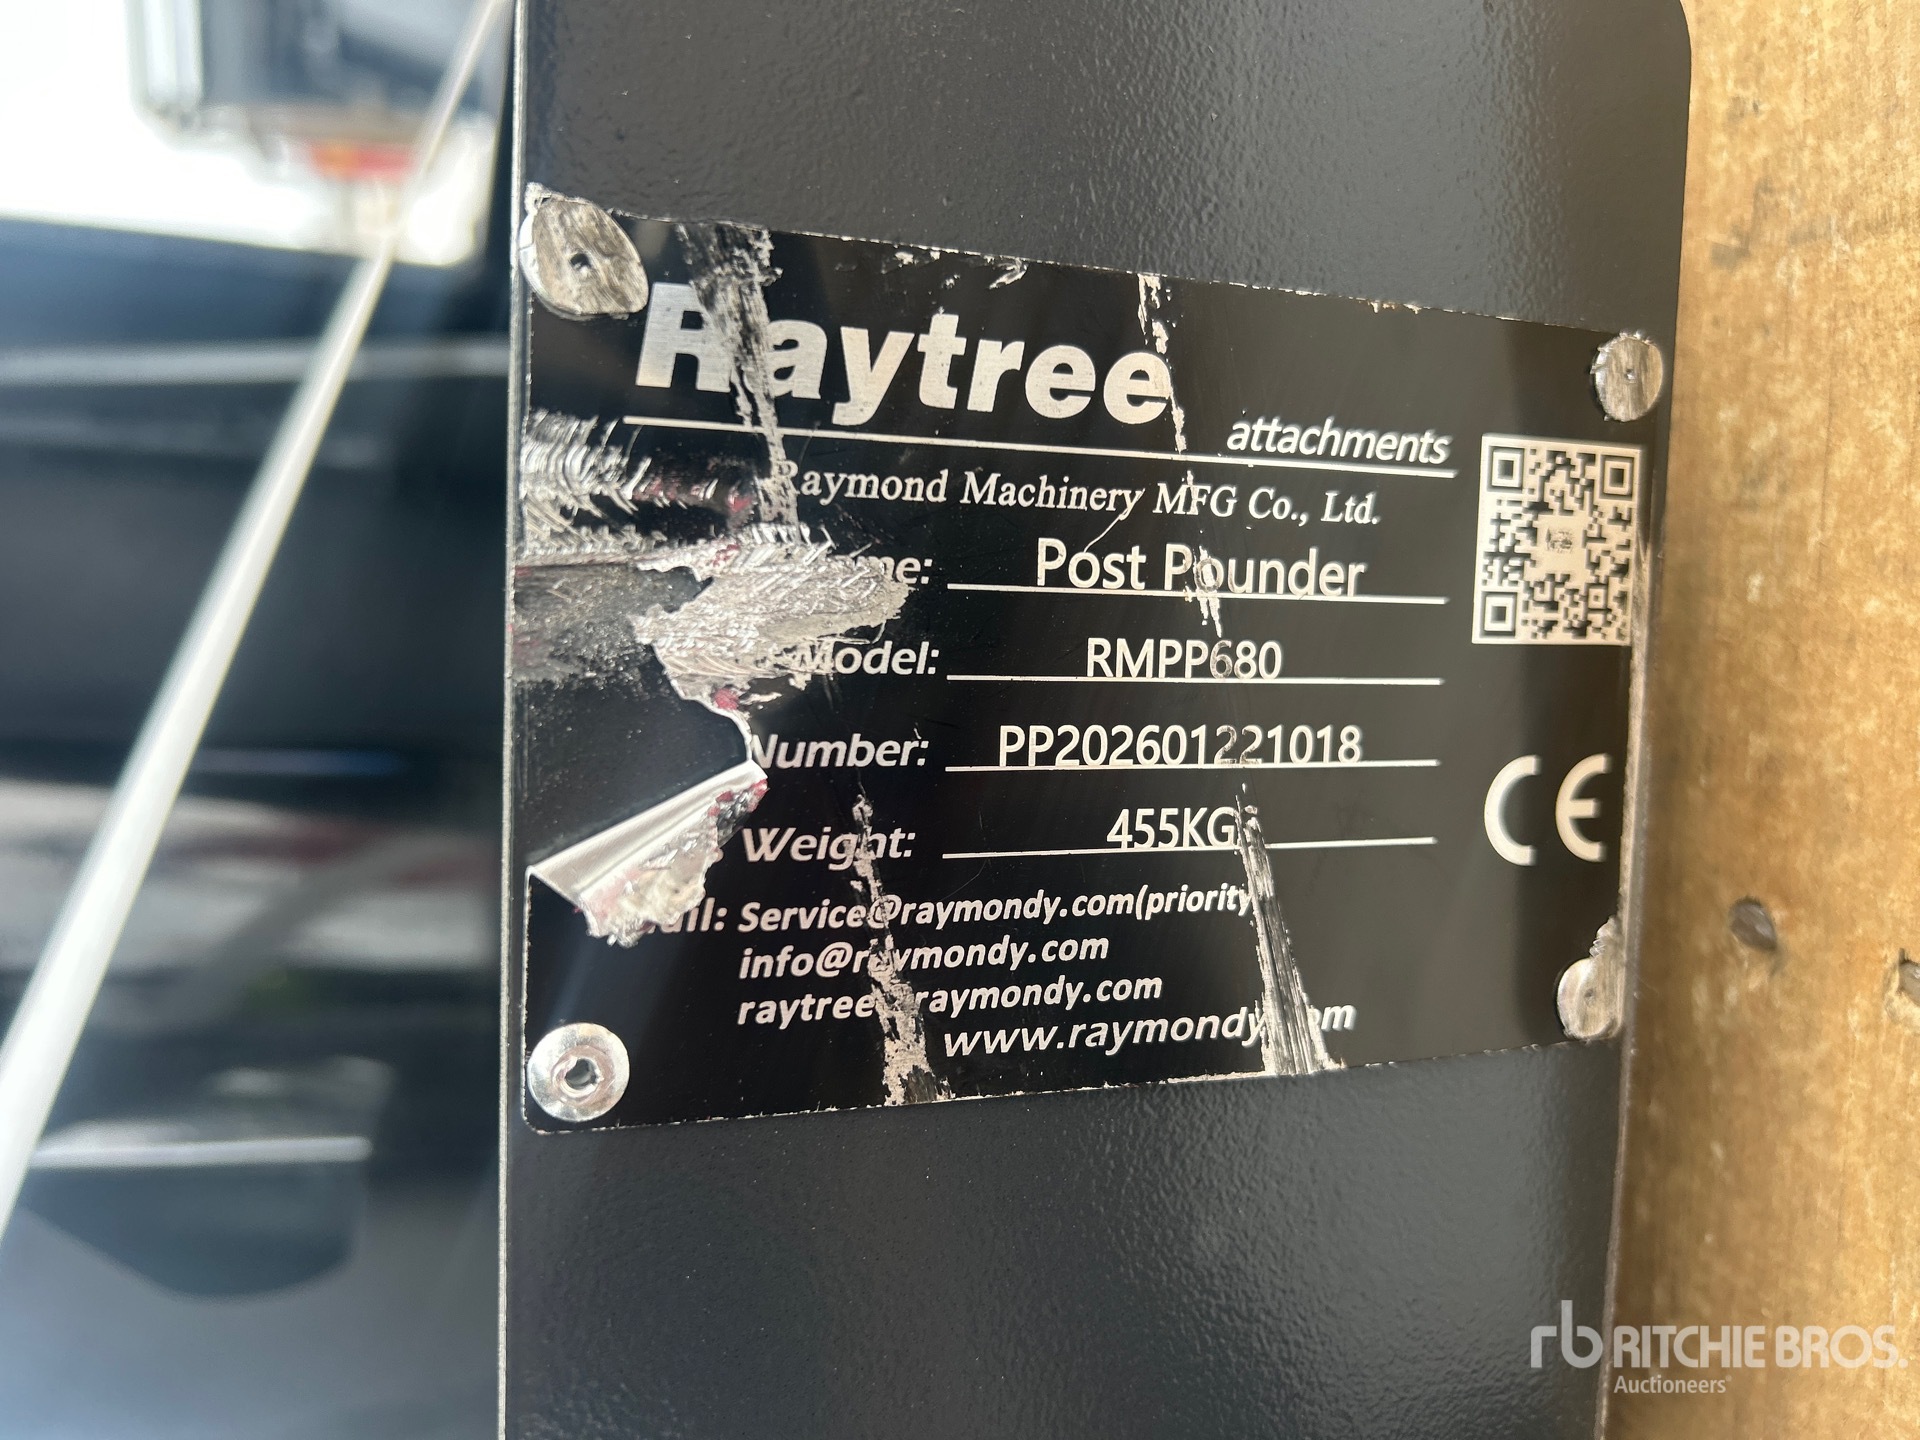 Raytree
attachments
Raymond Machinery MFG Co., Ltd.
Post Pounder
Model: RMPP680
Number: PP202601221018
Weight: 455KG
Service@raymondy.com(priority
info@raymondy.com
raytree raymondy.com
www.raymondy
CE
rb RITCHIE BROS.
Auctioneers